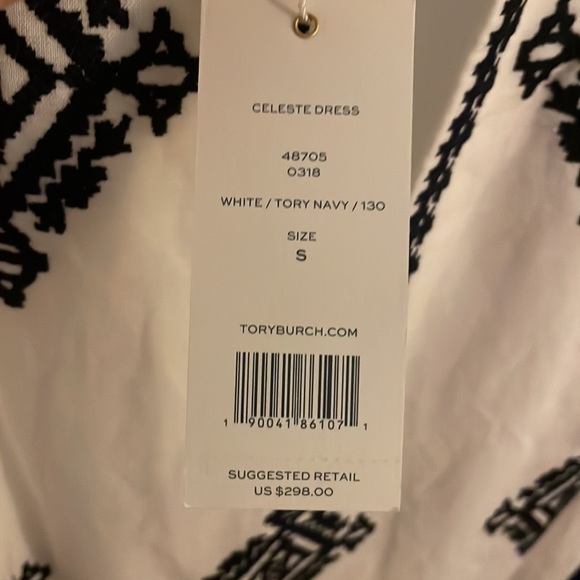 CELESTE DRESS
48705
0318
WHITE / TORY NAVY / 130
SIZE
S
TORYBURCH.COM
1 90041 86107 1
SUGGESTED RETAIL
US $298.00